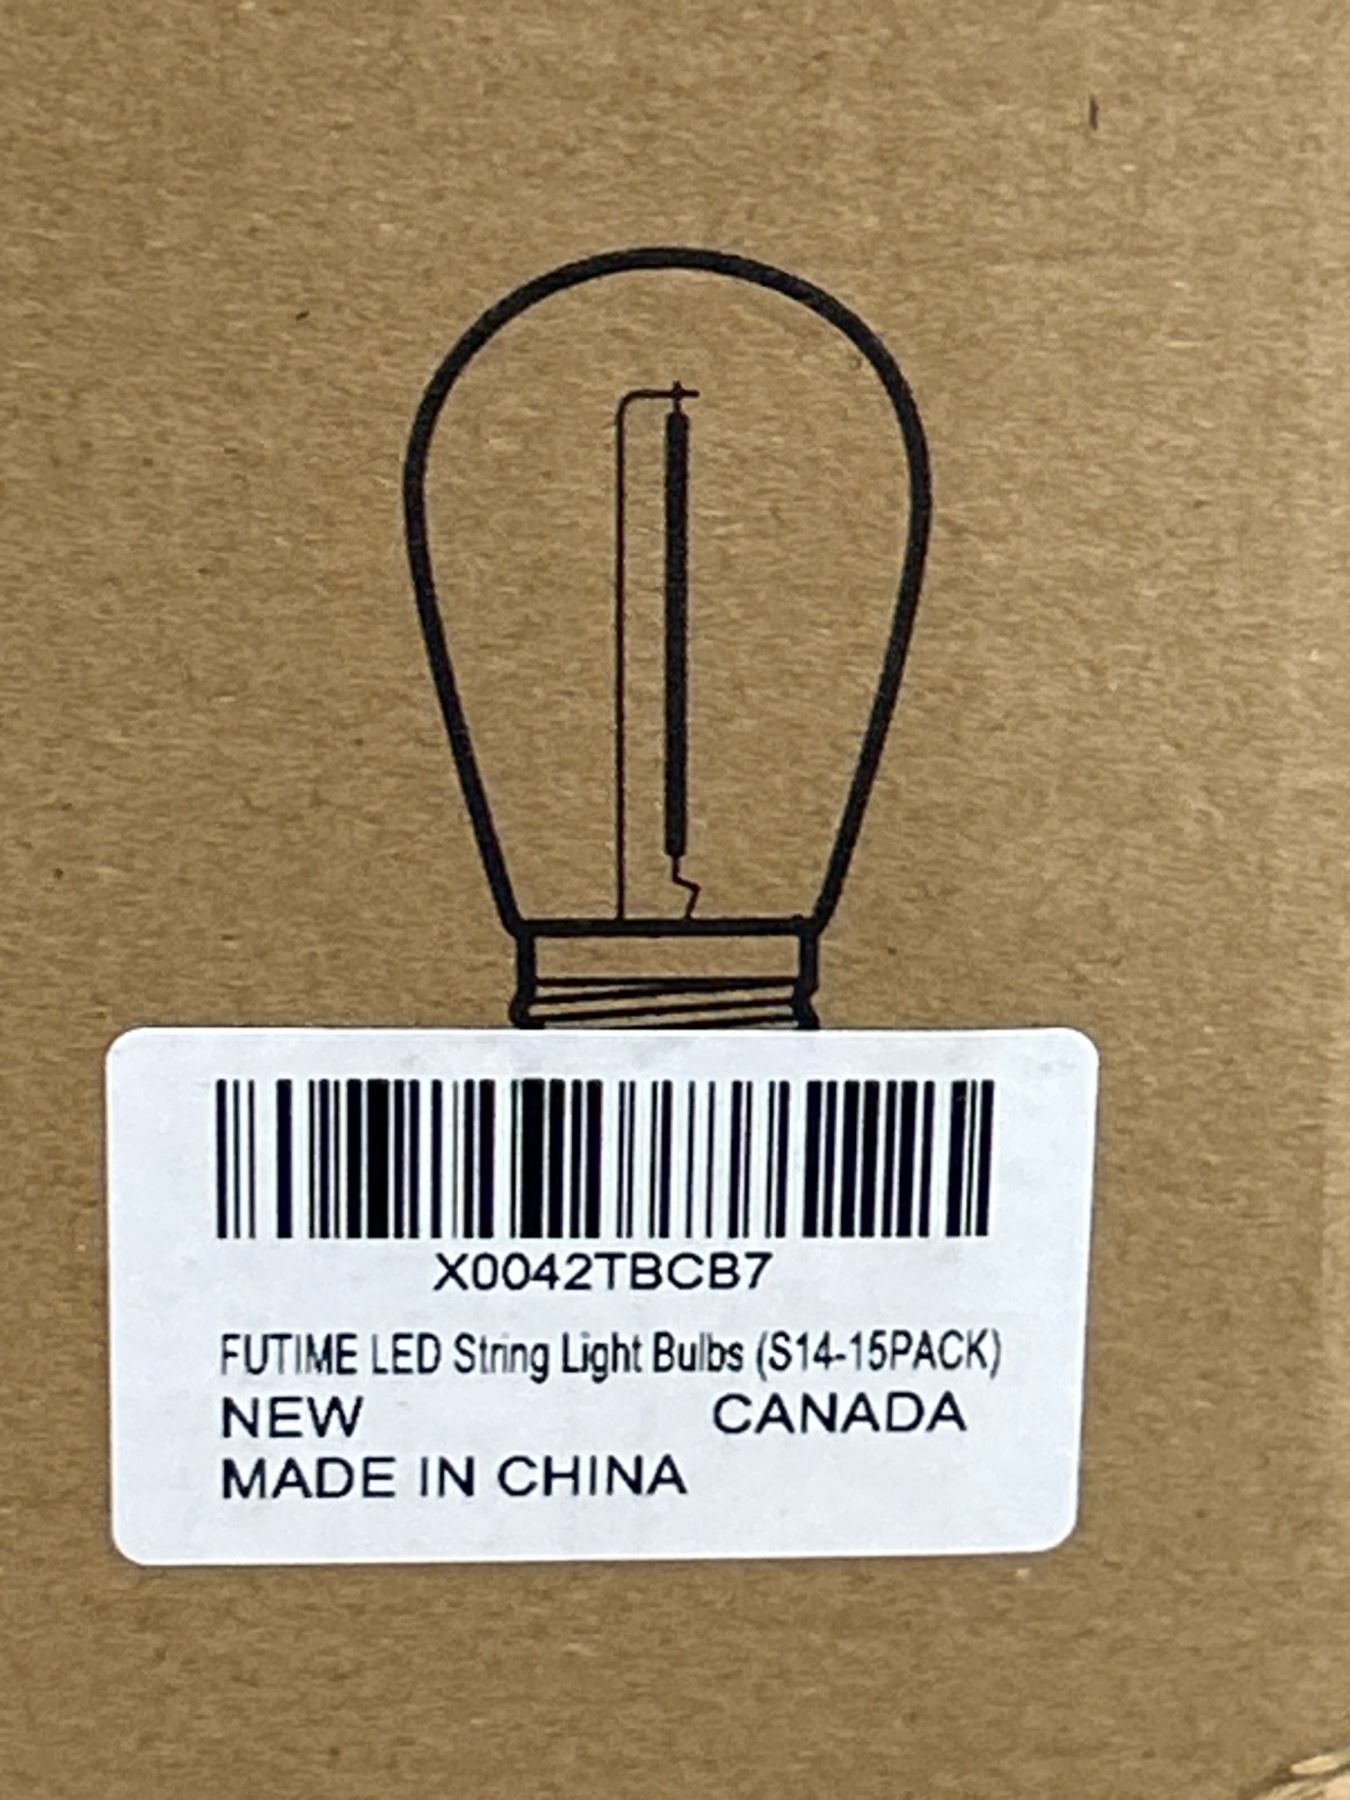 X0042TBCB7
FUTIME LED String Light Bulbs (S14-15PACK)
NEW CANADA
MADE IN CHINA